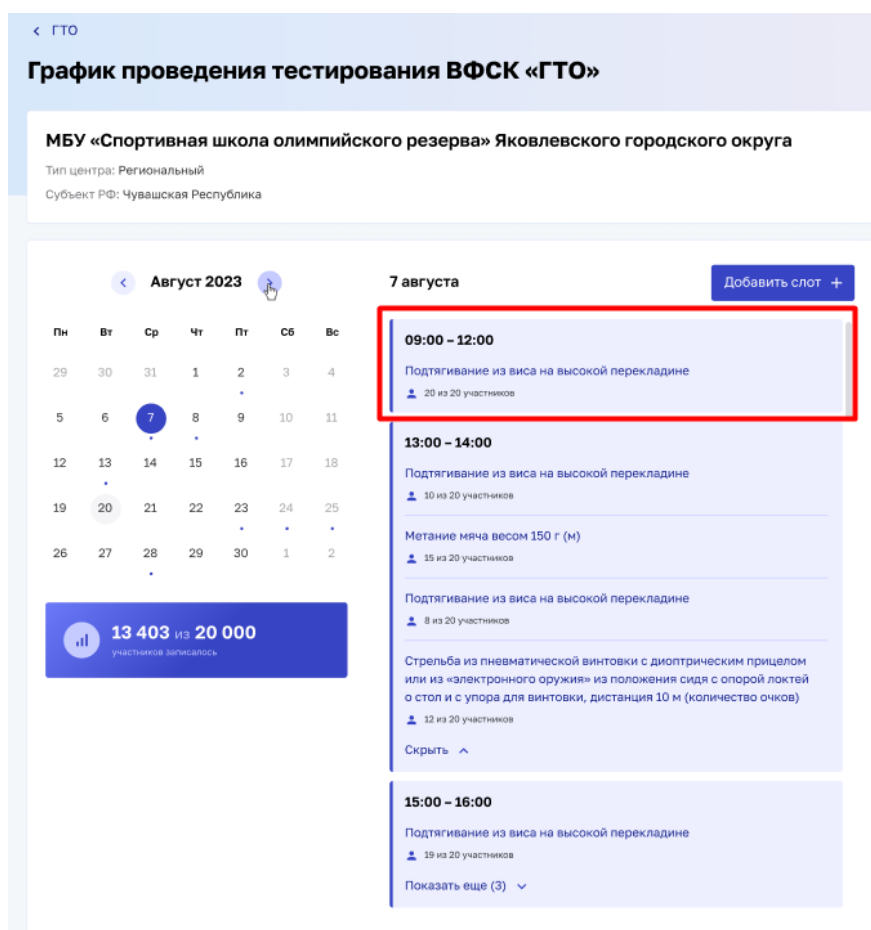 ГТО
График проведения тестирования ВФСК «ГТО»
МБУ «Спортивная школа олимпийского резерва» Яковлевского городского округа
Тип центра: Региональный
Субъект РФ: Чувашская Республика
Август 2023
Пн Вт Ср Чт Пт Сб Вс
29 30 31 1 2 3 4
5 6 7 8 9 10 11
12 13 14 15 16 17 18
19 20 21 22 23 24 25
26 27 28 29 30 1 2
13 403 из 20 000
участников записалось
7 августа
Добавить слот +
09:00 – 12:00
Подтягивание из виса на высокой перекладине
20 из 20 участников
13:00 – 14:00
Подтягивание из виса на высокой перекладине
10 из 20 участников
Метание мяча весом 150 г (м)
15 из 20 участников
Подтягивание из виса на высокой перекладине
8 из 20 участников
Стрельба из пневматической винтовки с диоптрическим прицелом
или из «электронного оружия» из положения сидя с опорой локтей
о стол и с упора для винтовки, дистанция 10 м (количество очков)
12 из 20 участников
Скрыть
15:00 – 16:00
Подтягивание из виса на высокой перекладине
19 из 20 участников
Показать еще (3)